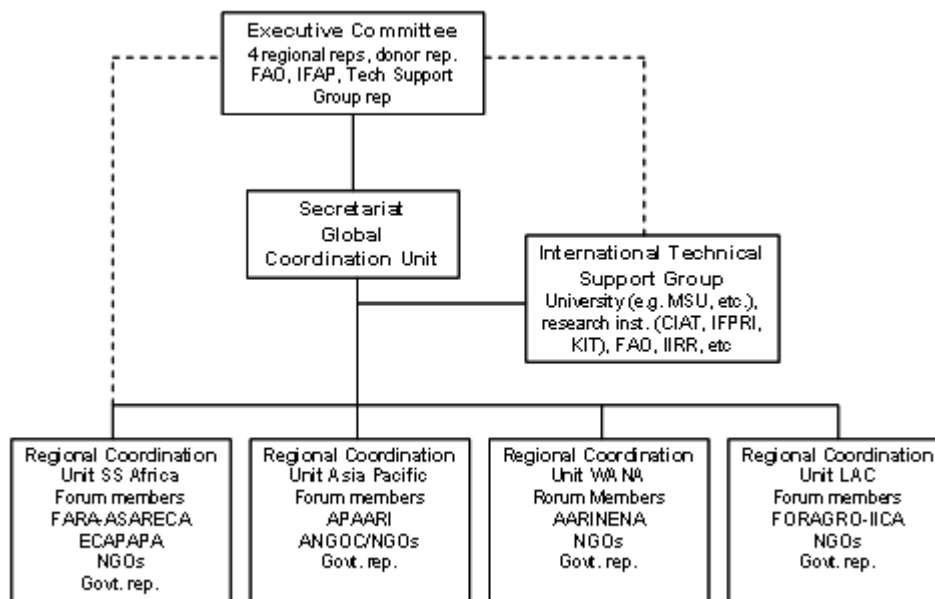 Executive Committee
4 regional reps, donor rep.
FAO, IFAP, Tech Support
Group rep
Secretariat
Global
Coordination Unit
International Technical
Support Group
University (e.g. MSU, etc.),
research inst. (CIAT, IFPRI,
KIT), FAO, IIRR, etc
Regional Coordination
Unit SS Africa
Forum members
FARA-ASARECA
ECAPAPA
NGOs
Govt. rep.
Regional Coordination
Unit Asia Pacific
Forum members
APAARI
ANGOC/NGOs
Govt. rep.
Regional Coordination
Unit WANA
Rorum Members
AARINENA
NGOs
Govt. rep.
Regional Coordination
Unit LAC
Forum members
FORAGRO-IICA
NGOs
Govt. rep.